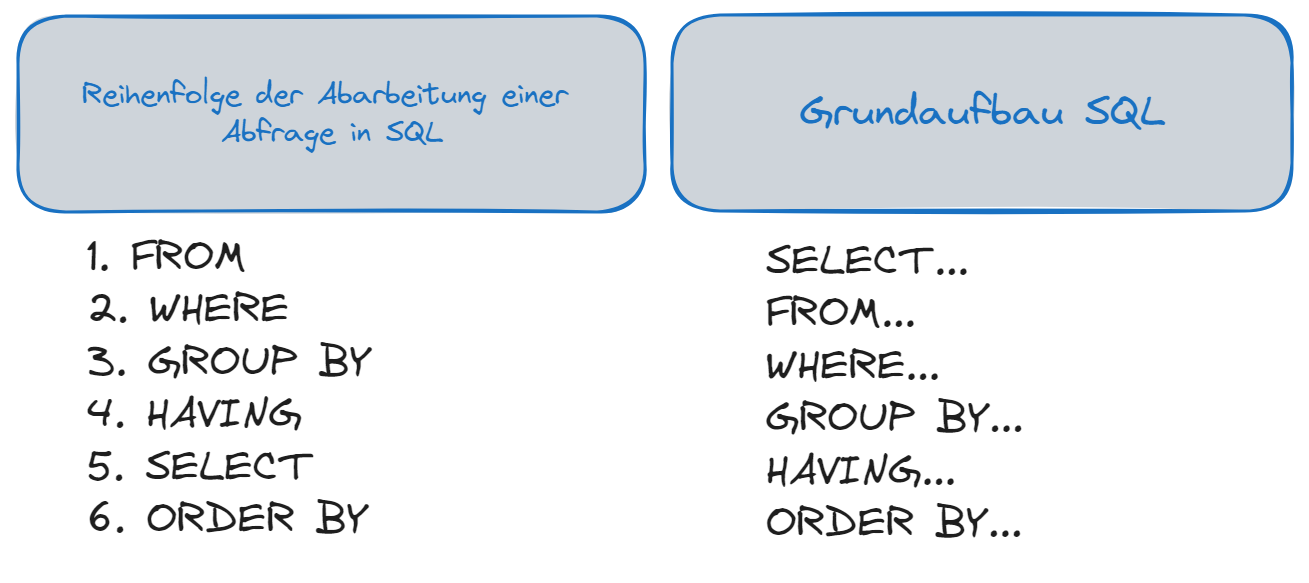 Reihenfolge der Abarbeitung einer
Abfrage in SQL
1. FROM
2. WHERE
3. GROUP BY
4. HAVING
5. SELECT
6. ORDER BY
Grundaufbau SQL
SELECT...
FROM...
WHERE...
GROUP BY...
HAVING...
ORDER BY...